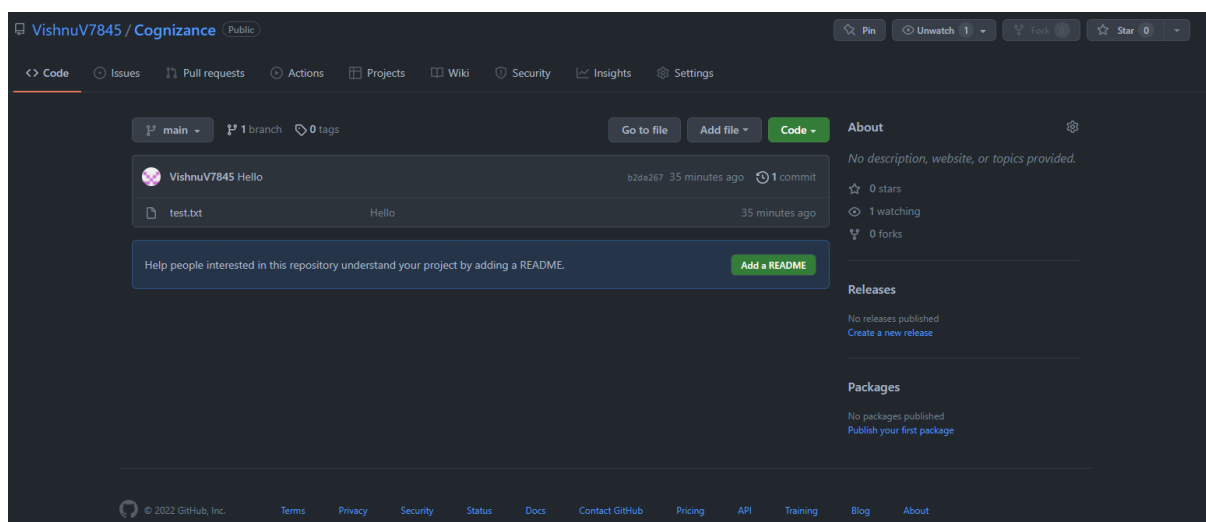 VishnuV7845 / Cognizance Public
Pin Unwatch 1 Fork 0 Star 0
<> Code Issues Pull requests Actions Projects Wiki Security Insights Settings
main 1 branch 0 tags Go to file Add file Code
VishnuV7845 Hello b2da267 35 minutes ago 1 commit
test.txt Hello 35 minutes ago
Help people interested in this repository understand your project by adding a README. Add a README
About
No description, website, or topics provided.
0 stars
1 watching
0 forks
Releases
No releases published
Create a new release
Packages
No packages published
Publish your first package
© 2022 GitHub, Inc. Terms Privacy Security Status Docs Contact GitHub Pricing API Training Blog About